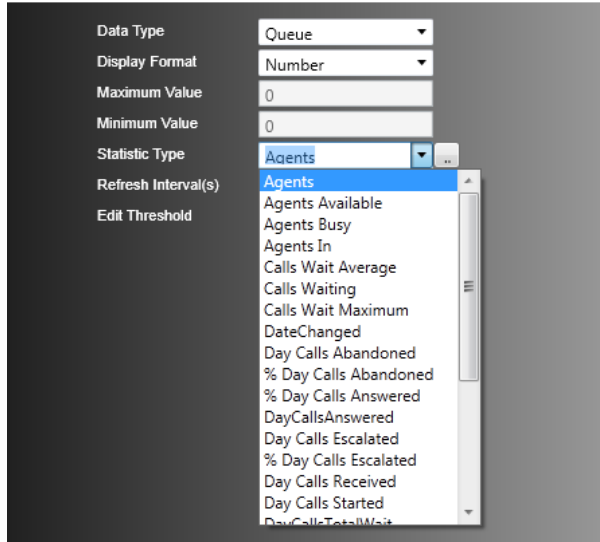 Data Type Queue
Display Format Number
Maximum Value 0
Minimum Value 0
Statistic Type Agents ..
Refresh Interval(s) Agents
Agents Available
Edit Threshold Agents Busy
Agents In
Calls Wait Average
Calls Waiting
Calls Wait Maximum
DateChanged
Day Calls Abandoned
% Day Calls Abandoned
% Day Calls Answered
DayCallsAnswered
Day Calls Escalated
% Day Calls Escalated
Day Calls Received
Day Calls Started
DayCallsTotalWait